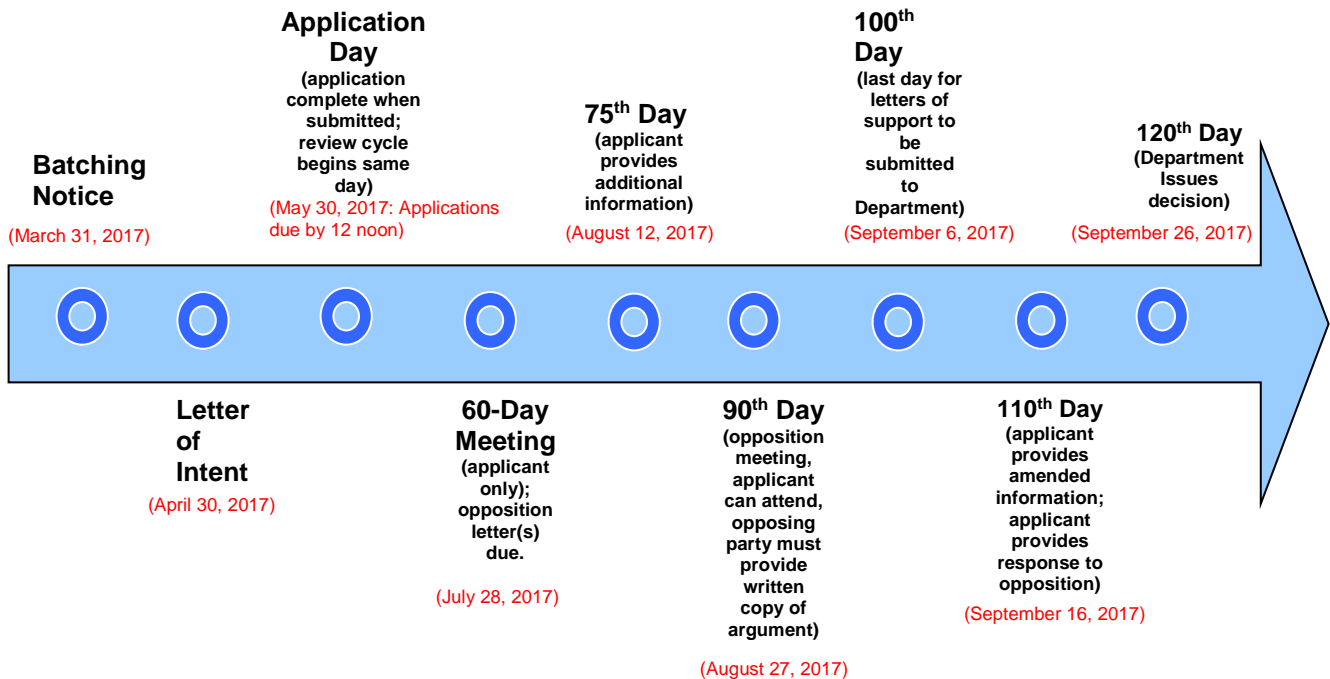 Batching
Notice
(March 31, 2017)
Letter
of
Intent
(April 30, 2017)
Application
Day
(application
complete when
submitted;
review cycle
begins same
day)
(May 30, 2017: Applications
due by 12 noon)
60-Day
Meeting
(applicant
only);
opposition
letter(s)
due.
(July 28, 2017)
75th Day
(applicant
provides
additional
information)
(August 12, 2017)
90th Day
(opposition
meeting,
applicant
can attend,
opposing
party must
provide
written
copy of
argument)
(August 27, 2017)
100th
Day
(last day for
letters of
support to
be
submitted
to
Department)
(September 6, 2017)
110th Day
(applicant
provides
amended
information;
applicant
provides
response to
opposition)
(September 16, 2017)
120th Day
(Department
Issues
decision)
(September 26, 2017)